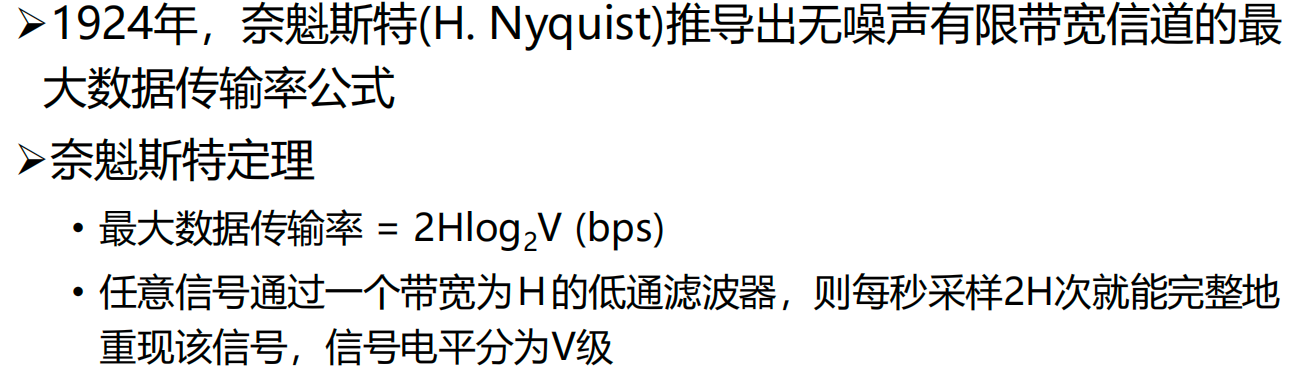 ➢1924年，奈魁斯特(H. Nyquist)推导出无噪声有限带宽信道的最
大数据传输率公式
➢奈魁斯特定理
• 最大数据传输率 = 2Hlog₂V (bps)
• 任意信号通过一个带宽为H的低通滤波器，则每秒采样2H次就能完整地
重现该信号，信号电平分为V级